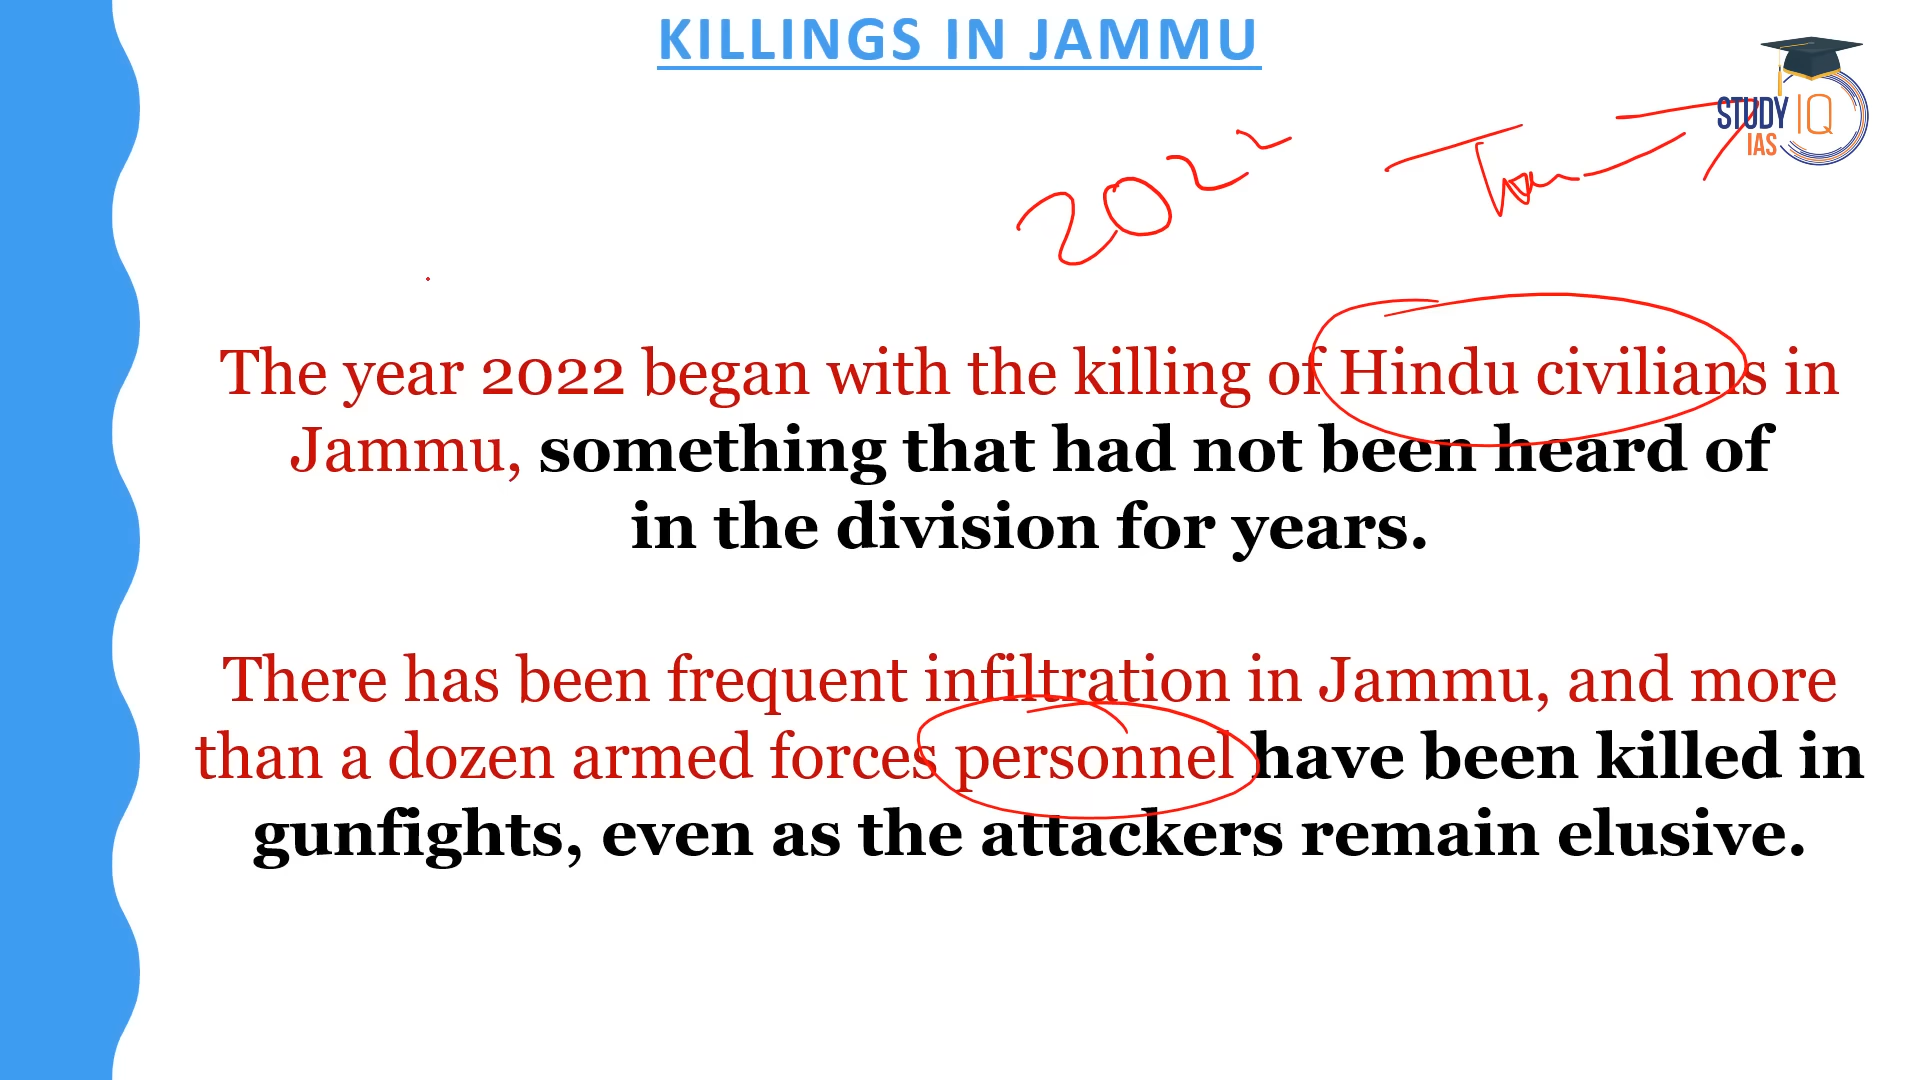 KILLINGS IN JAMMU
STUDY IQ
IAS
2022
The year 2022 began with the killing of Hindu civilians in
Jammu, something that had not been heard of
in the division for years.
There has been frequent infiltration in Jammu, and more
than a dozen armed forces personnel have been killed in
gunfights, even as the attackers remain elusive.